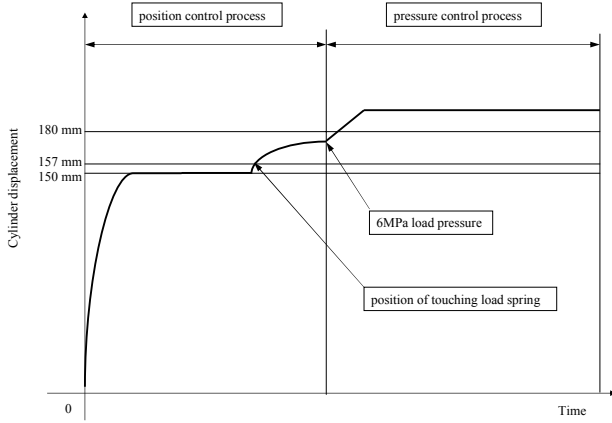 position control process
pressure control process
Cylinder displacement
180 mm
157 mm
150 mm
6MPa load pressure
position of touching load spring
0
Time